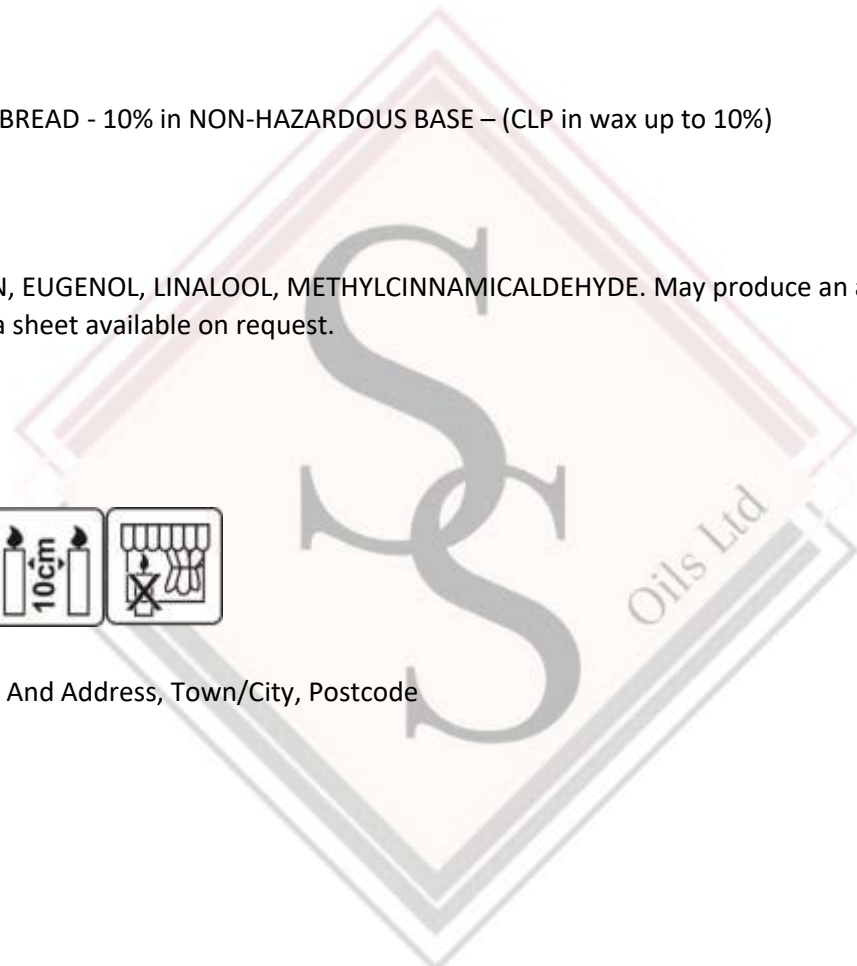 BREAD - 10% in NON-HAZARDOUS BASE – (CLP in wax up to 10%)
N, EUGENOL, LINALOOL, METHYLCINNAMICALDEHYDE. May produce an a
a sheet available on request.
10cm
SS
Oils Ltd
And Address, Town/City, Postcode